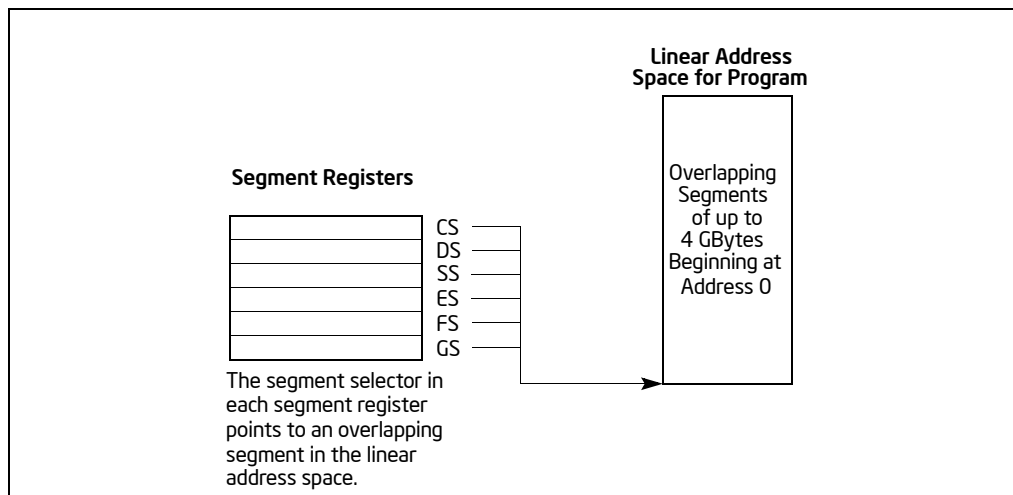 Linear Address
Space for Program
Overlapping
Segments
of up to
4 GBytes
Beginning at
Address 0
Segment Registers
CS
DS
SS
ES
FS
GS
The segment selector in
each segment register
points to an overlapping
segment in the linear
address space.